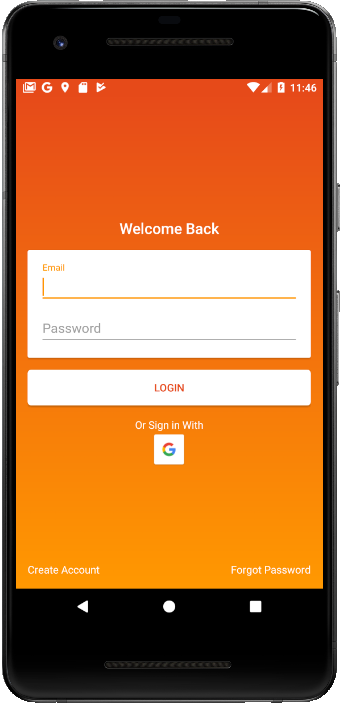 11:46
Welcome Back
Email
Password
LOGIN
Or Sign in With
G
Create Account
Forgot Password